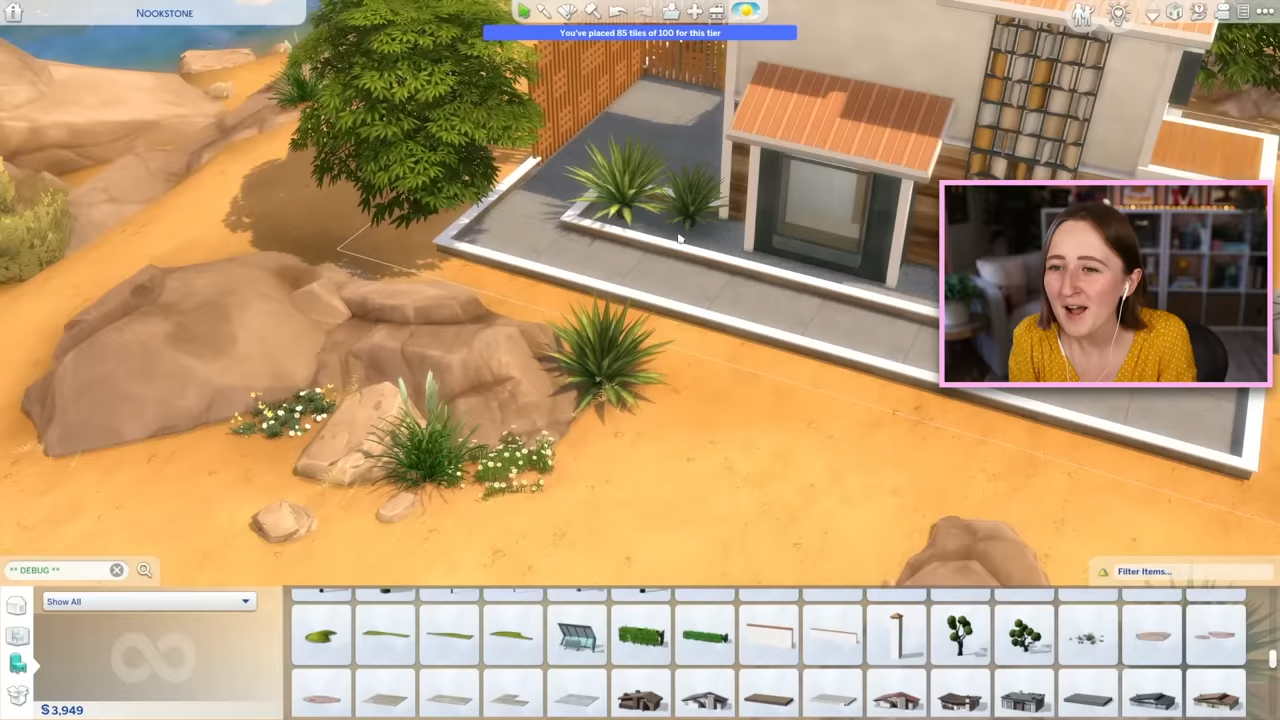 NOOKSTONE
You've placed 85 tiles of 100 for this tier
** DEBUG **
Filter Items...
Show All
§3,949